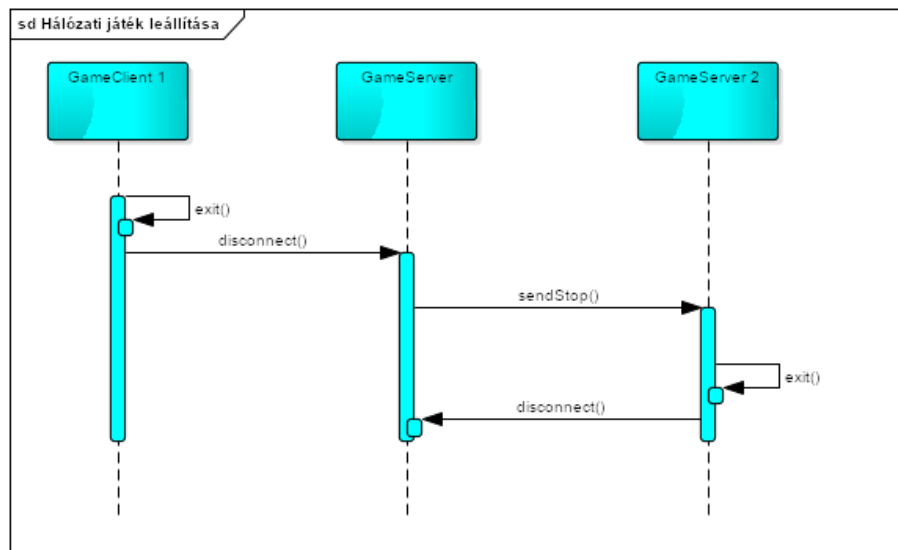 sd Hálózati játék leállítása
GameClient 1
GameServer
GameServer 2
exit()
disconnect()
sendStop()
exit()
disconnect()